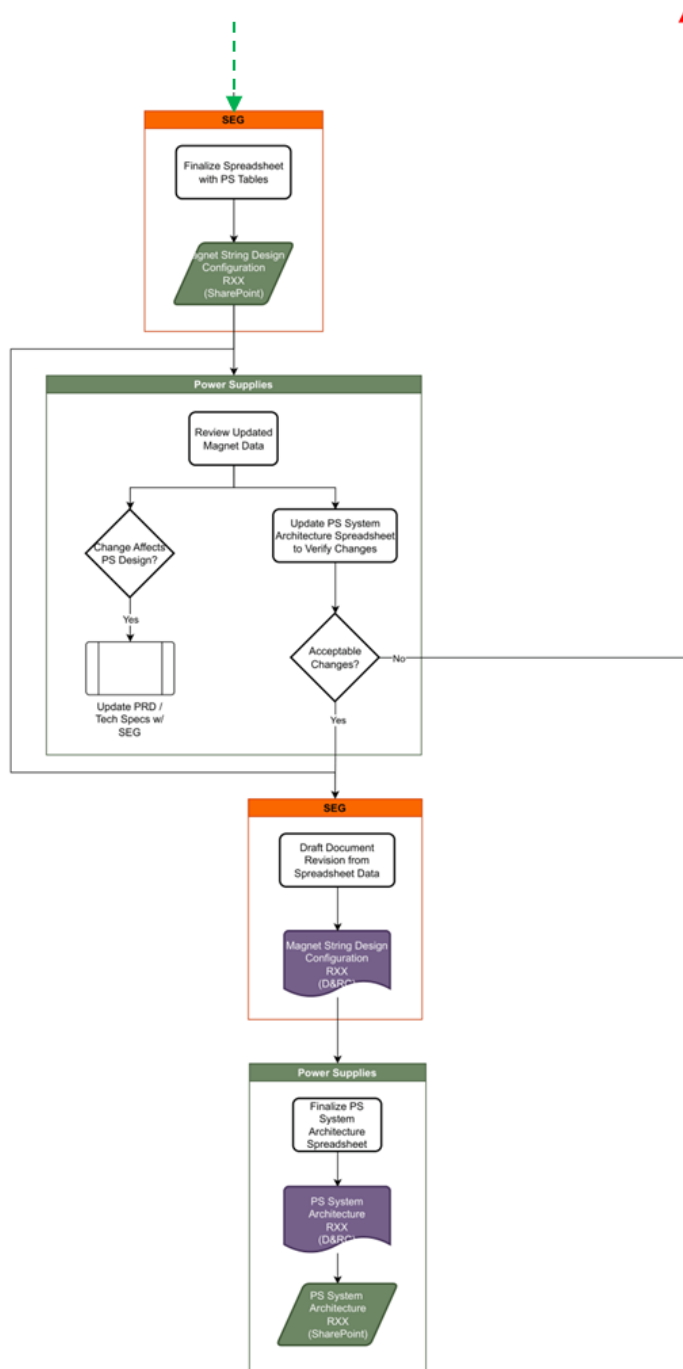 SEG
Finalize Spreadsheet
with PS Tables
agnet String Design
Configuration
RXX
(SharePoint)
Power Supplies
Review Updated
Magnet Data
Change Affects
PS Design?
Update PS System
Architecture Spreadsheet
to Verify Changes
Yes
Acceptable
Changes?
No
Update PRD /
Tech Specs w/
SEG
Yes
SEG
Draft Document
Revision from
Spreadsheet Data
Magnet String Design
Configuration
RXX
(D&RC)
Power Supplies
Finalize PS
System
Architecture
Spreadsheet
PS System
Architecture
RXX
(D&RC)
PS System
Architecture
RXX
(SharePoint)